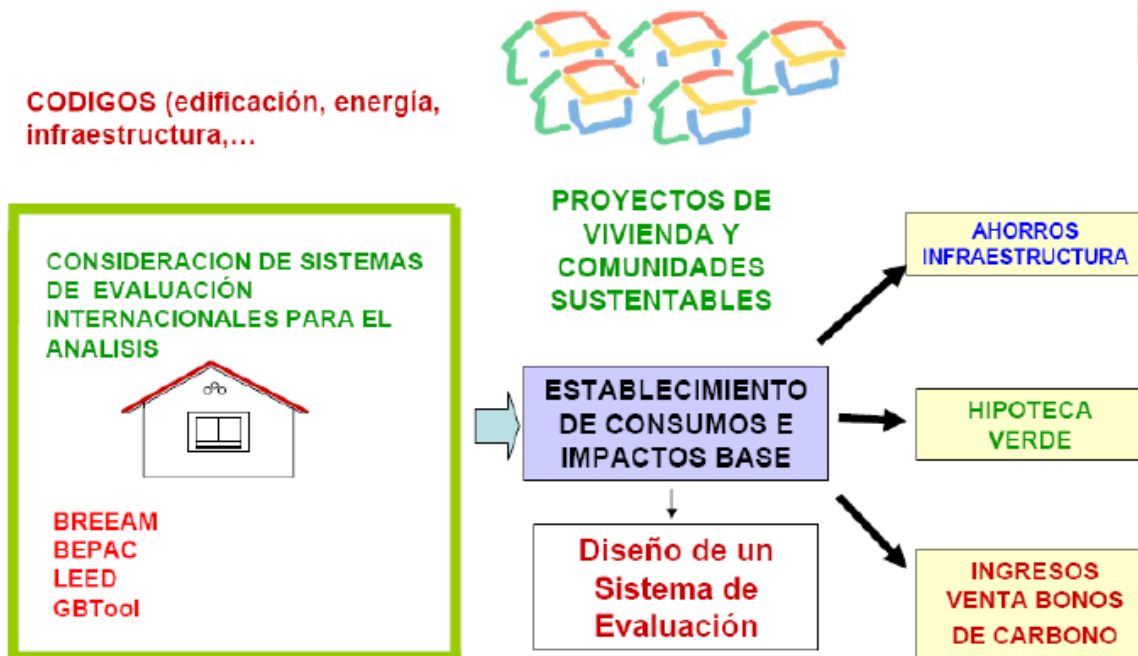 CODIGOS (edificación, energía,
infraestructura,...
CONSIDERACION DE SISTEMAS
DE EVALUACIÓN
INTERNACIONALES PARA EL
ANALISIS
BREEAM
BEPAC
LEED
GBTool
PROYECTOS DE
VIVIENDA Y
COMUNIDADES
SUSTENTABLES
ESTABLECIMIENTO
DE CONSUMOS E
IMPACTOS BASE
Diseño de un
Sistema de
Evaluación
AHORROS
INFRAESTRUCTURA
HIPOTECA
VERDE
INGRESOS
VENTA BONOS
DE CARBONO